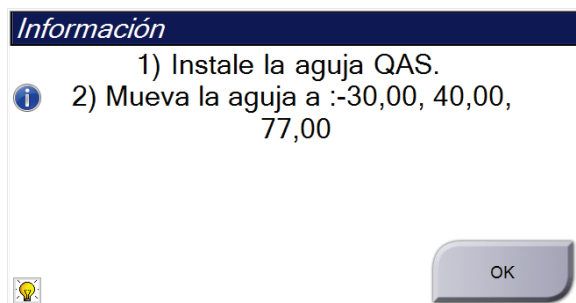 Información
1) Instale la aguja QAS.
2) Mueva la aguja a :-30,00, 40,00,
77,00
OK